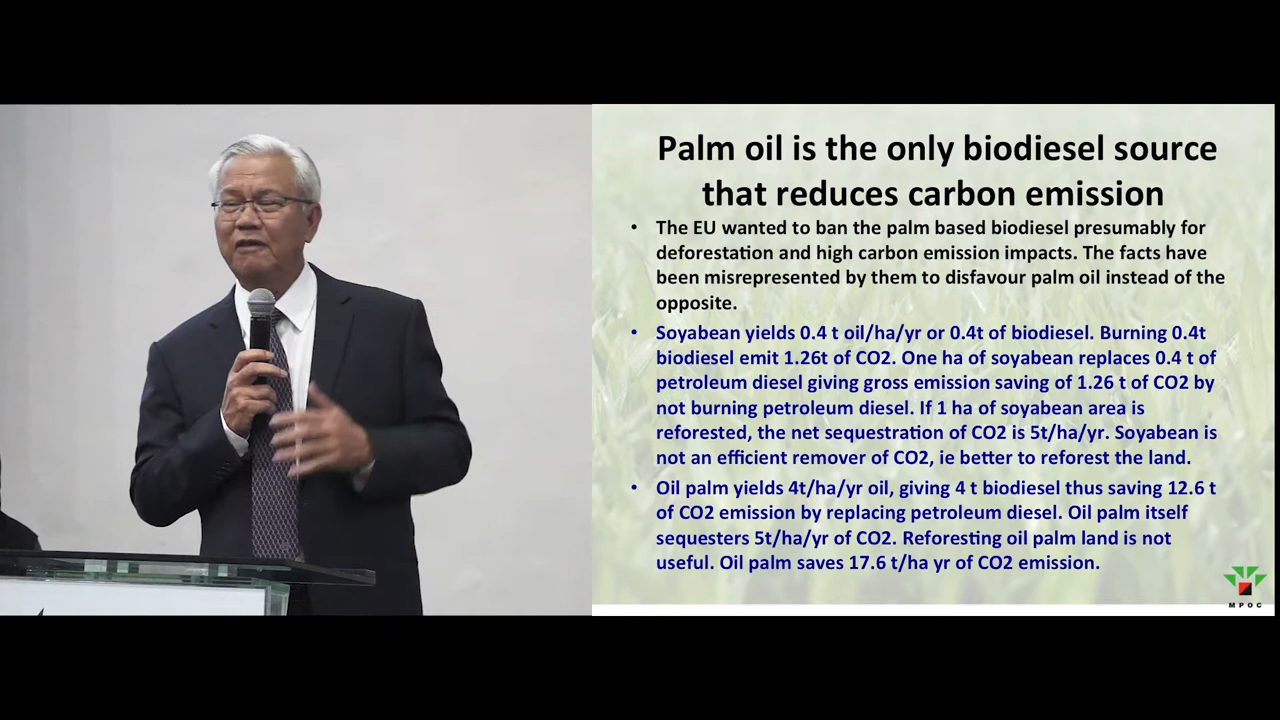 Palm oil is the only biodiesel source
that reduces carbon emission
• The EU wanted to ban the palm based biodiesel presumably for
deforestation and high carbon emission impacts. The facts have
been misrepresented by them to disfavour palm oil instead of the
opposite.
• Soyabean yields 0.4 t oil/ha/yr or 0.4t of biodiesel. Burning 0.4t
biodiesel emit 1.26t of CO2. One ha of soyabean replaces 0.4 t of
petroleum diesel giving gross emission saving of 1.26 t of CO2 by
not burning petroleum diesel. If 1 ha of soyabean area is
reforested, the net sequestration of CO2 is 5t/ha/yr. Soyabean is
not an efficient remover of CO2, ie better to reforest the land.
• Oil palm yields 4t/ha/yr oil, giving 4 t biodiesel thus saving 12.6 t
of CO2 emission by replacing petroleum diesel. Oil palm itself
sequesters 5t/ha/yr of CO2. Reforesting oil palm land is not
useful. Oil palm saves 17.6 t/ha yr of CO2 emission.
MPOC